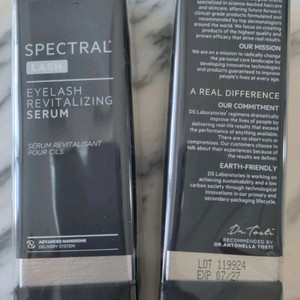 SPECTRAL
LASH
EYELASH
REVITALIZING
SERUM
SÉRUM REVITALISANT
POUR CILS
ADVANCED NANOSOME
DELIVERY SYSTEM
specialized in science-backed haircare
and skincare, offering future beauty
clinical-grade products formulated and
recommended by top dermatologists
around the world. We focus on creating
products of the highest quality and
proven efficacy that drive real results.
OUR MISSION
We are on a mission to radically change
the personal care landscape by
developing innovative technologies
and products guaranteed to improve
people's lives every day.
A REAL DIFFERENCE
OUR COMMITMENT
DS Laboratories' regimens dramatically
improve the lives of people by
delivering real-life results that exceed
the performance of anything available.
There are no short-cuts or
compromises. Our customers choose to
talk about their experiences because of
the results we deliver.
EARTH-FRIENDLY
DS Laboratories is working on
achieving sustainability and a low
carbon society through technological
innovations in our primary and
secondary-packaging lifecycle.
Dr. Tosti
RECOMMENDED BY
DR. ANTONELLA TOSTI
LOT 119924
EXP 07/27